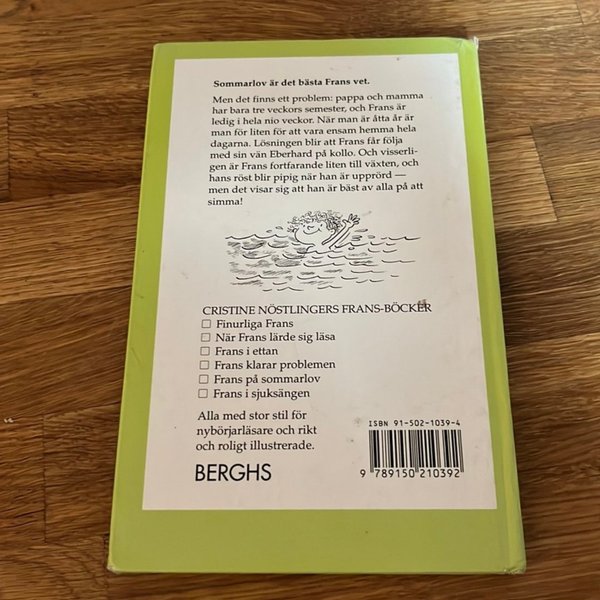 Sommarlov är det bästa Frans vet.
Men det finns ett problem: pappa och mamma
har bara tre veckors semester, och Frans är
ledig i hela nio veckor. När man är åtta år är
man för liten för att vara ensam hemma hela
dagarna. Lösningen blir att Frans får följa
med sin vän Eberhard på kollo. Och visserli-
gen är Frans fortfarande liten till växten, och
hans röst blir pipig när han är upprörd —
men det visar sig att han är bäst av alla på att
simma!
CRISTINE NÖSTLINGERS FRANS-BÖCKER
☐ Finurliga Frans
☐ När Frans lärde sig läsa
☐ Frans i ettan
☐ Frans klarar problemen
☐ Frans på sommarlov
☐ Frans i sjuksängen
Alla med stor stil för
nybörjarläsare och rikt
och roligt illustrerade.
BERGHS
ISBN 91-502-1039-4
9 789150 210392